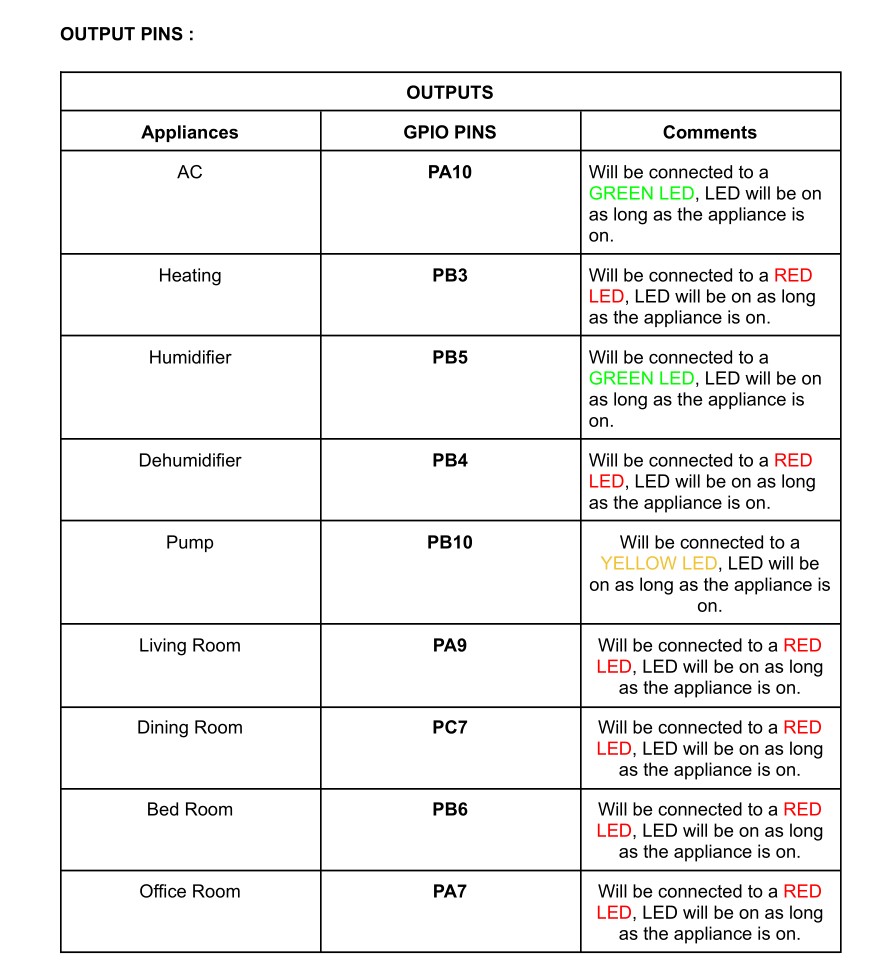 OUTPUT PINS :
OUTPUTS
Appliances GPIO PINS Comments
AC PA10 Will be connected to a
GREEN LED, LED will be on
as long as the appliance is
on.
Heating PB3 Will be connected to a RED
LED, LED will be on as long
as the appliance is on.
Humidifier PB5 Will be connected to a
GREEN LED, LED will be on
as long as the appliance is
on.
Dehumidifier PB4 Will be connected to a RED
LED, LED will be on as long
as the appliance is on.
Pump PB10 Will be connected to a
YELLOW LED, LED will be
on as long as the appliance is
on.
Living Room PA9 Will be connected to a RED
LED, LED will be on as long
as the appliance is on.
Dining Room PC7 Will be connected to a RED
LED, LED will be on as long
as the appliance is on.
Bed Room PB6 Will be connected to a RED
LED, LED will be on as long
as the appliance is on.
Office Room PA7 Will be connected to a RED
LED, LED will be on as long
as the appliance is on.